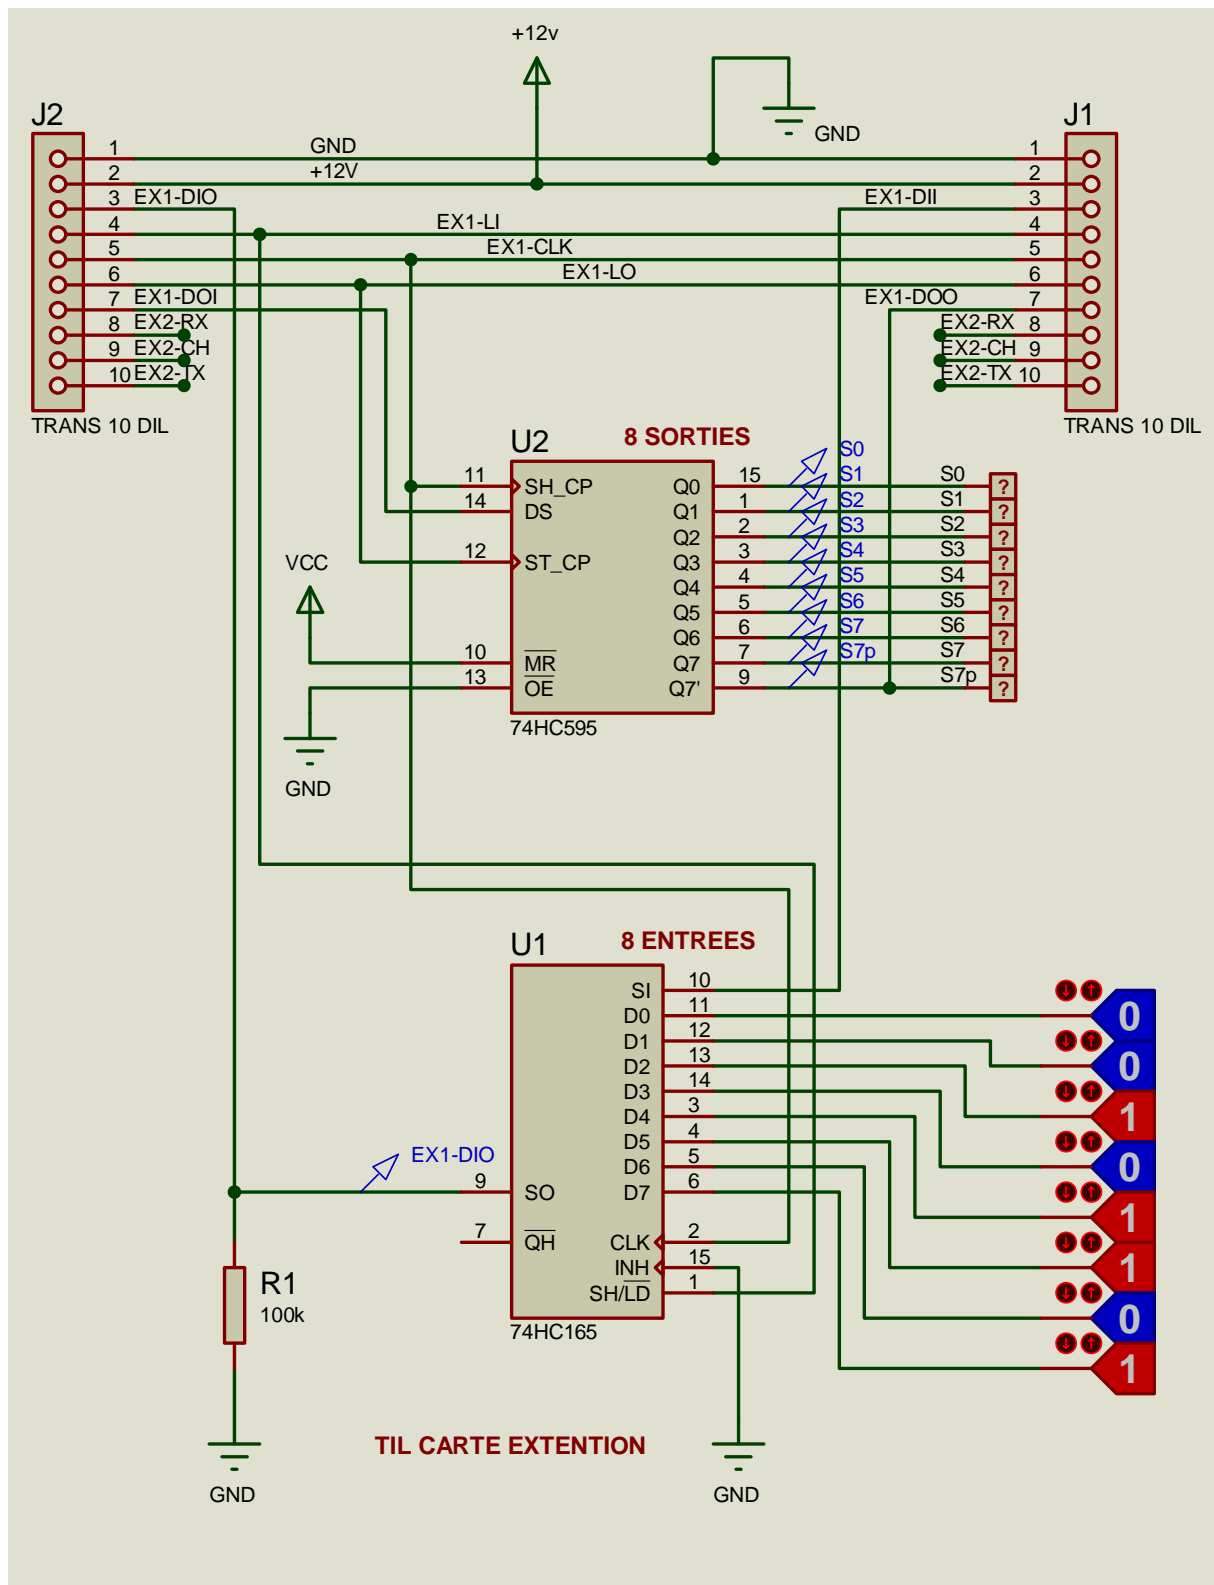 +12v
GND
J2
J1
1 GND 1
2 +12V 2
3 EX1-DIO EX1-DII 3
4 EX1-LI 4
5 EX1-CLK 5
6 EX1-LO 6
7 EX1-DOI EX1-DOO 7
8 EX2-RX EX2-RX 8
9 EX2-CH EX2-CH 9
10 EX2-TX EX2-TX 10
TRANS 10 DIL
TRANS 10 DIL
U2
8 SORTIES
11 SH_CP
14 DS
12 ST_CP
VCC
10 MR
13 OE
GND
Q0 15 S0 S0 ?
Q1 1 S1 S1 ?
Q2 2 S2 S2 ?
Q3 3 S3 S3 ?
Q4 4 S4 S4 ?
Q5 5 S5 S5 ?
Q6 6 S6 S6 ?
Q7 7 S7 S7 ?
Q7' 9 S7p S7p ?
74HC595
U1
8 ENTREES
SI 10
D0 11
D1 12
D2 13
D3 14
D4 3
D5 4
D6 5
D7 6
EX1-DIO
9 SO
7 QH
CLK 2
INH 15
SH/LD 1
74HC165
0
0
1
0
1
1
0
1
R1
100k
GND
TIL CARTE EXTENTION
GND